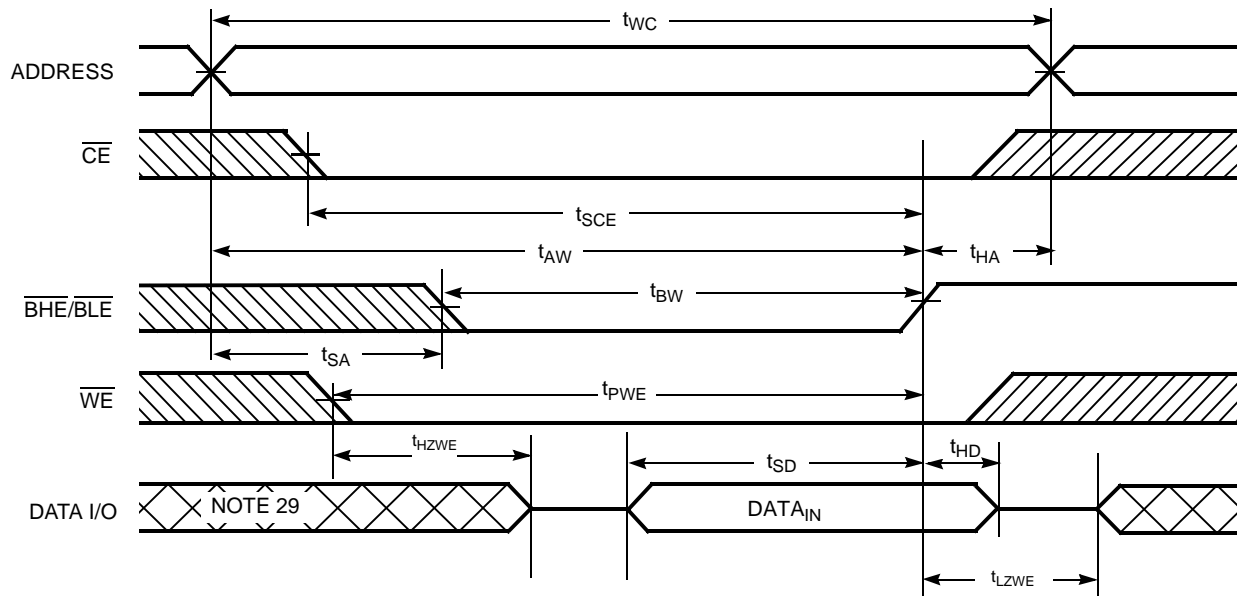 tWC
ADDRESS
CE
tSCE
tAW
tHA
BHE/BLE
tBW
tSA
WE
tPWE
tHZWE
tSD
tHD
DATA I/O
NOTE 29
DATAIN
tLZWE